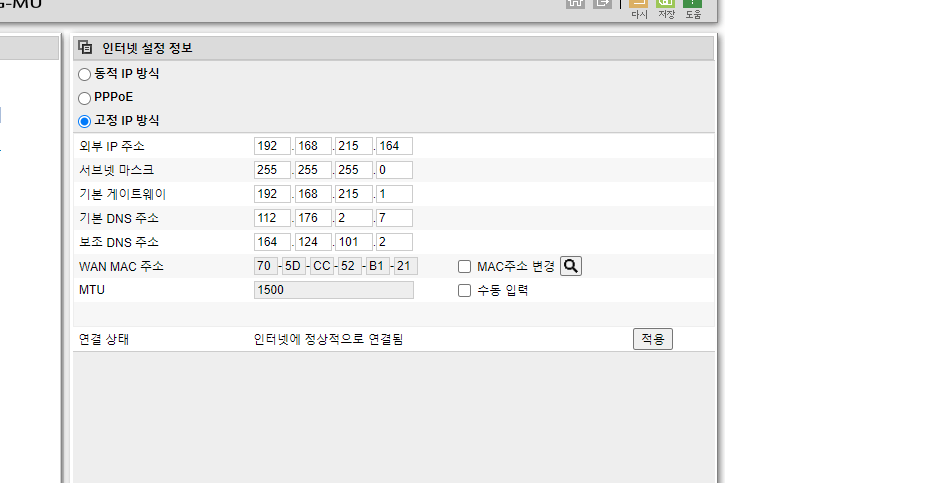 G-MU
다시 저장 도움
인터넷 설정 정보
동적 IP 방식
PPPoE
고정 IP 방식
외부 IP 주소 192 . 168 . 215 . 164
서브넷 마스크 255 . 255 . 255 . 0
기본 게이트웨이 192 . 168 . 215 . 1
기본 DNS 주소 112 . 176 . 2 . 7
보조 DNS 주소 164 . 124 . 101 . 2
WAN MAC 주소 70 - 5D - CC - 52 - B1 - 21 MAC주소 변경
MTU 1500 수동 입력
연결 상태 인터넷에 정상적으로 연결됨 적용